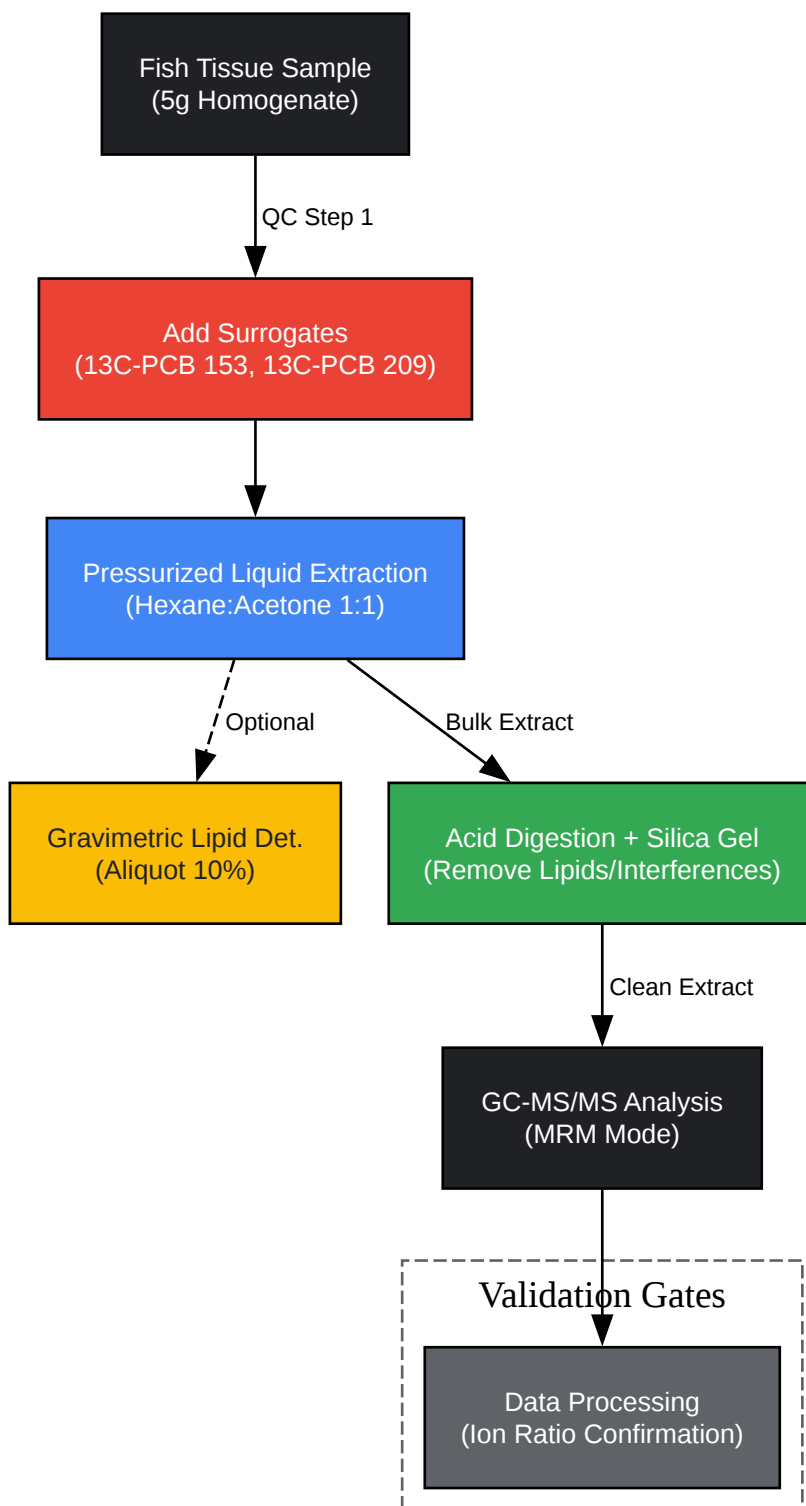 Fish Tissue Sample
(5g Homogenate)
QC Step 1
Add Surrogates
(13C-PCB 153, 13C-PCB 209)
Pressurized Liquid Extraction
(Hexane:Acetone 1:1)
Optional
Bulk Extract
Gravimetric Lipid Det.
(Aliquot 10%)
Acid Digestion + Silica Gel
(Remove Lipids/Interferences)
Clean Extract
GC-MS/MS Analysis
(MRM Mode)
Validation Gates
Data Processing
(Ion Ratio Confirmation)